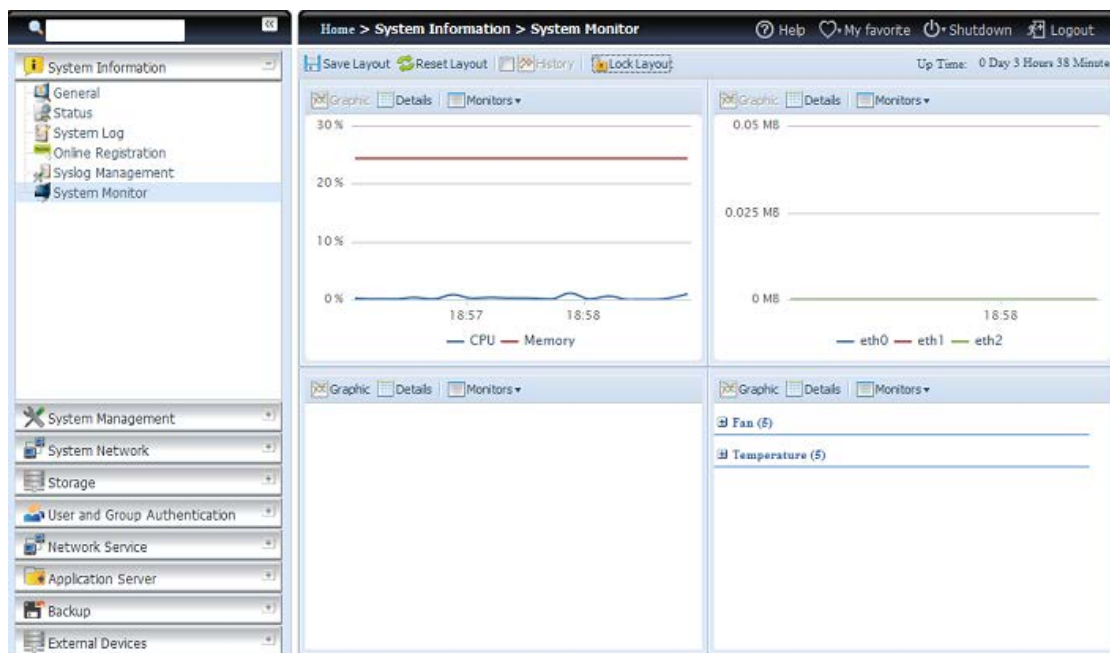 Home > System Information > System Monitor
Help My favorite Shutdown Logout
System Information
General
Status
System Log
Online Registration
Syslog Management
System Monitor
System Management
System Network
Storage
User and Group Authentication
Network Service
Application Server
Backup
External Devices
Save Layout Reset Layout History Lock Layout
Up Time: 0 Day 3 Hours 38 Minute
Graphic Details Monitors
30 %
20 %
10 %
0 %
18:57 18:58
CPU Memory
Graphic Details Monitors
0.05 MB
0.025 MB
0 MB
18:58
eth0 eth1 eth2
Graphic Details Monitors
Graphic Details Monitors
Fan (5)
Temperature (5)